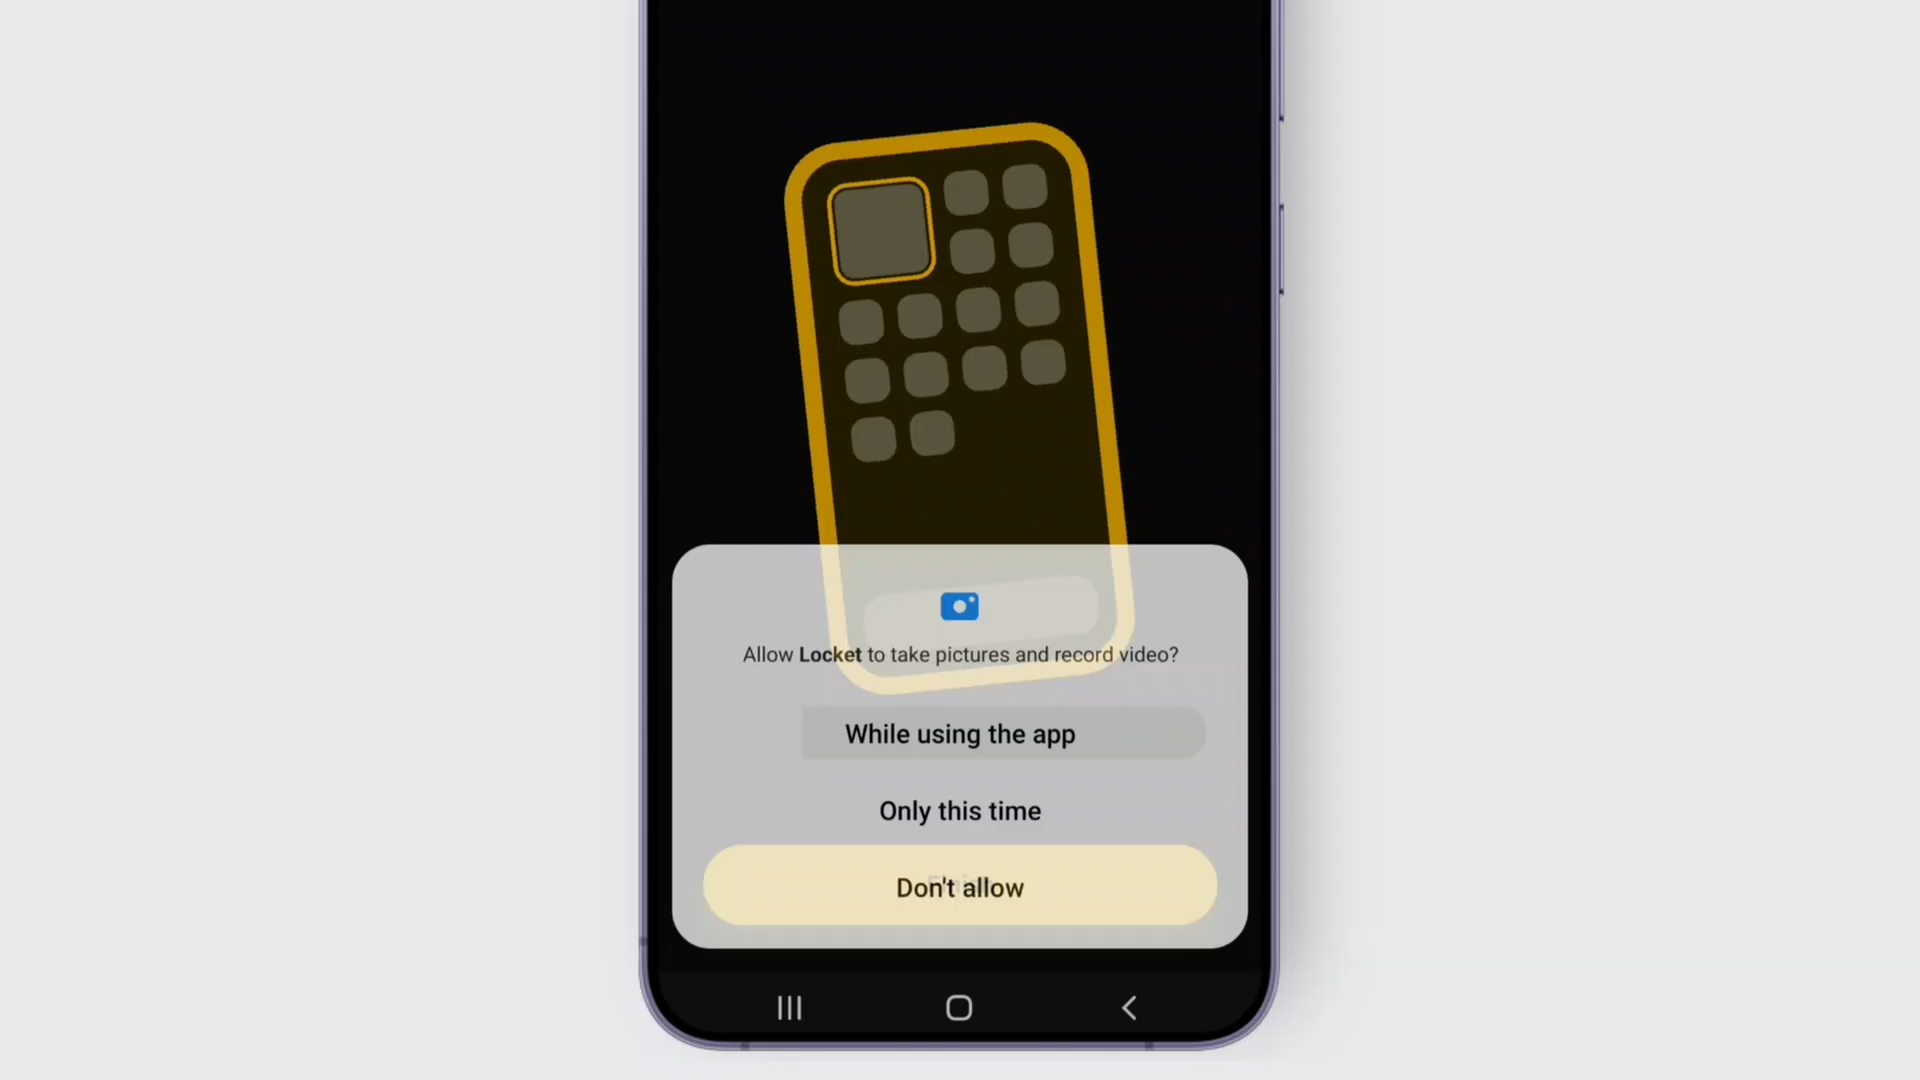 Allow Locket to take pictures and record video?
While using the app
Only this time
Don't allow